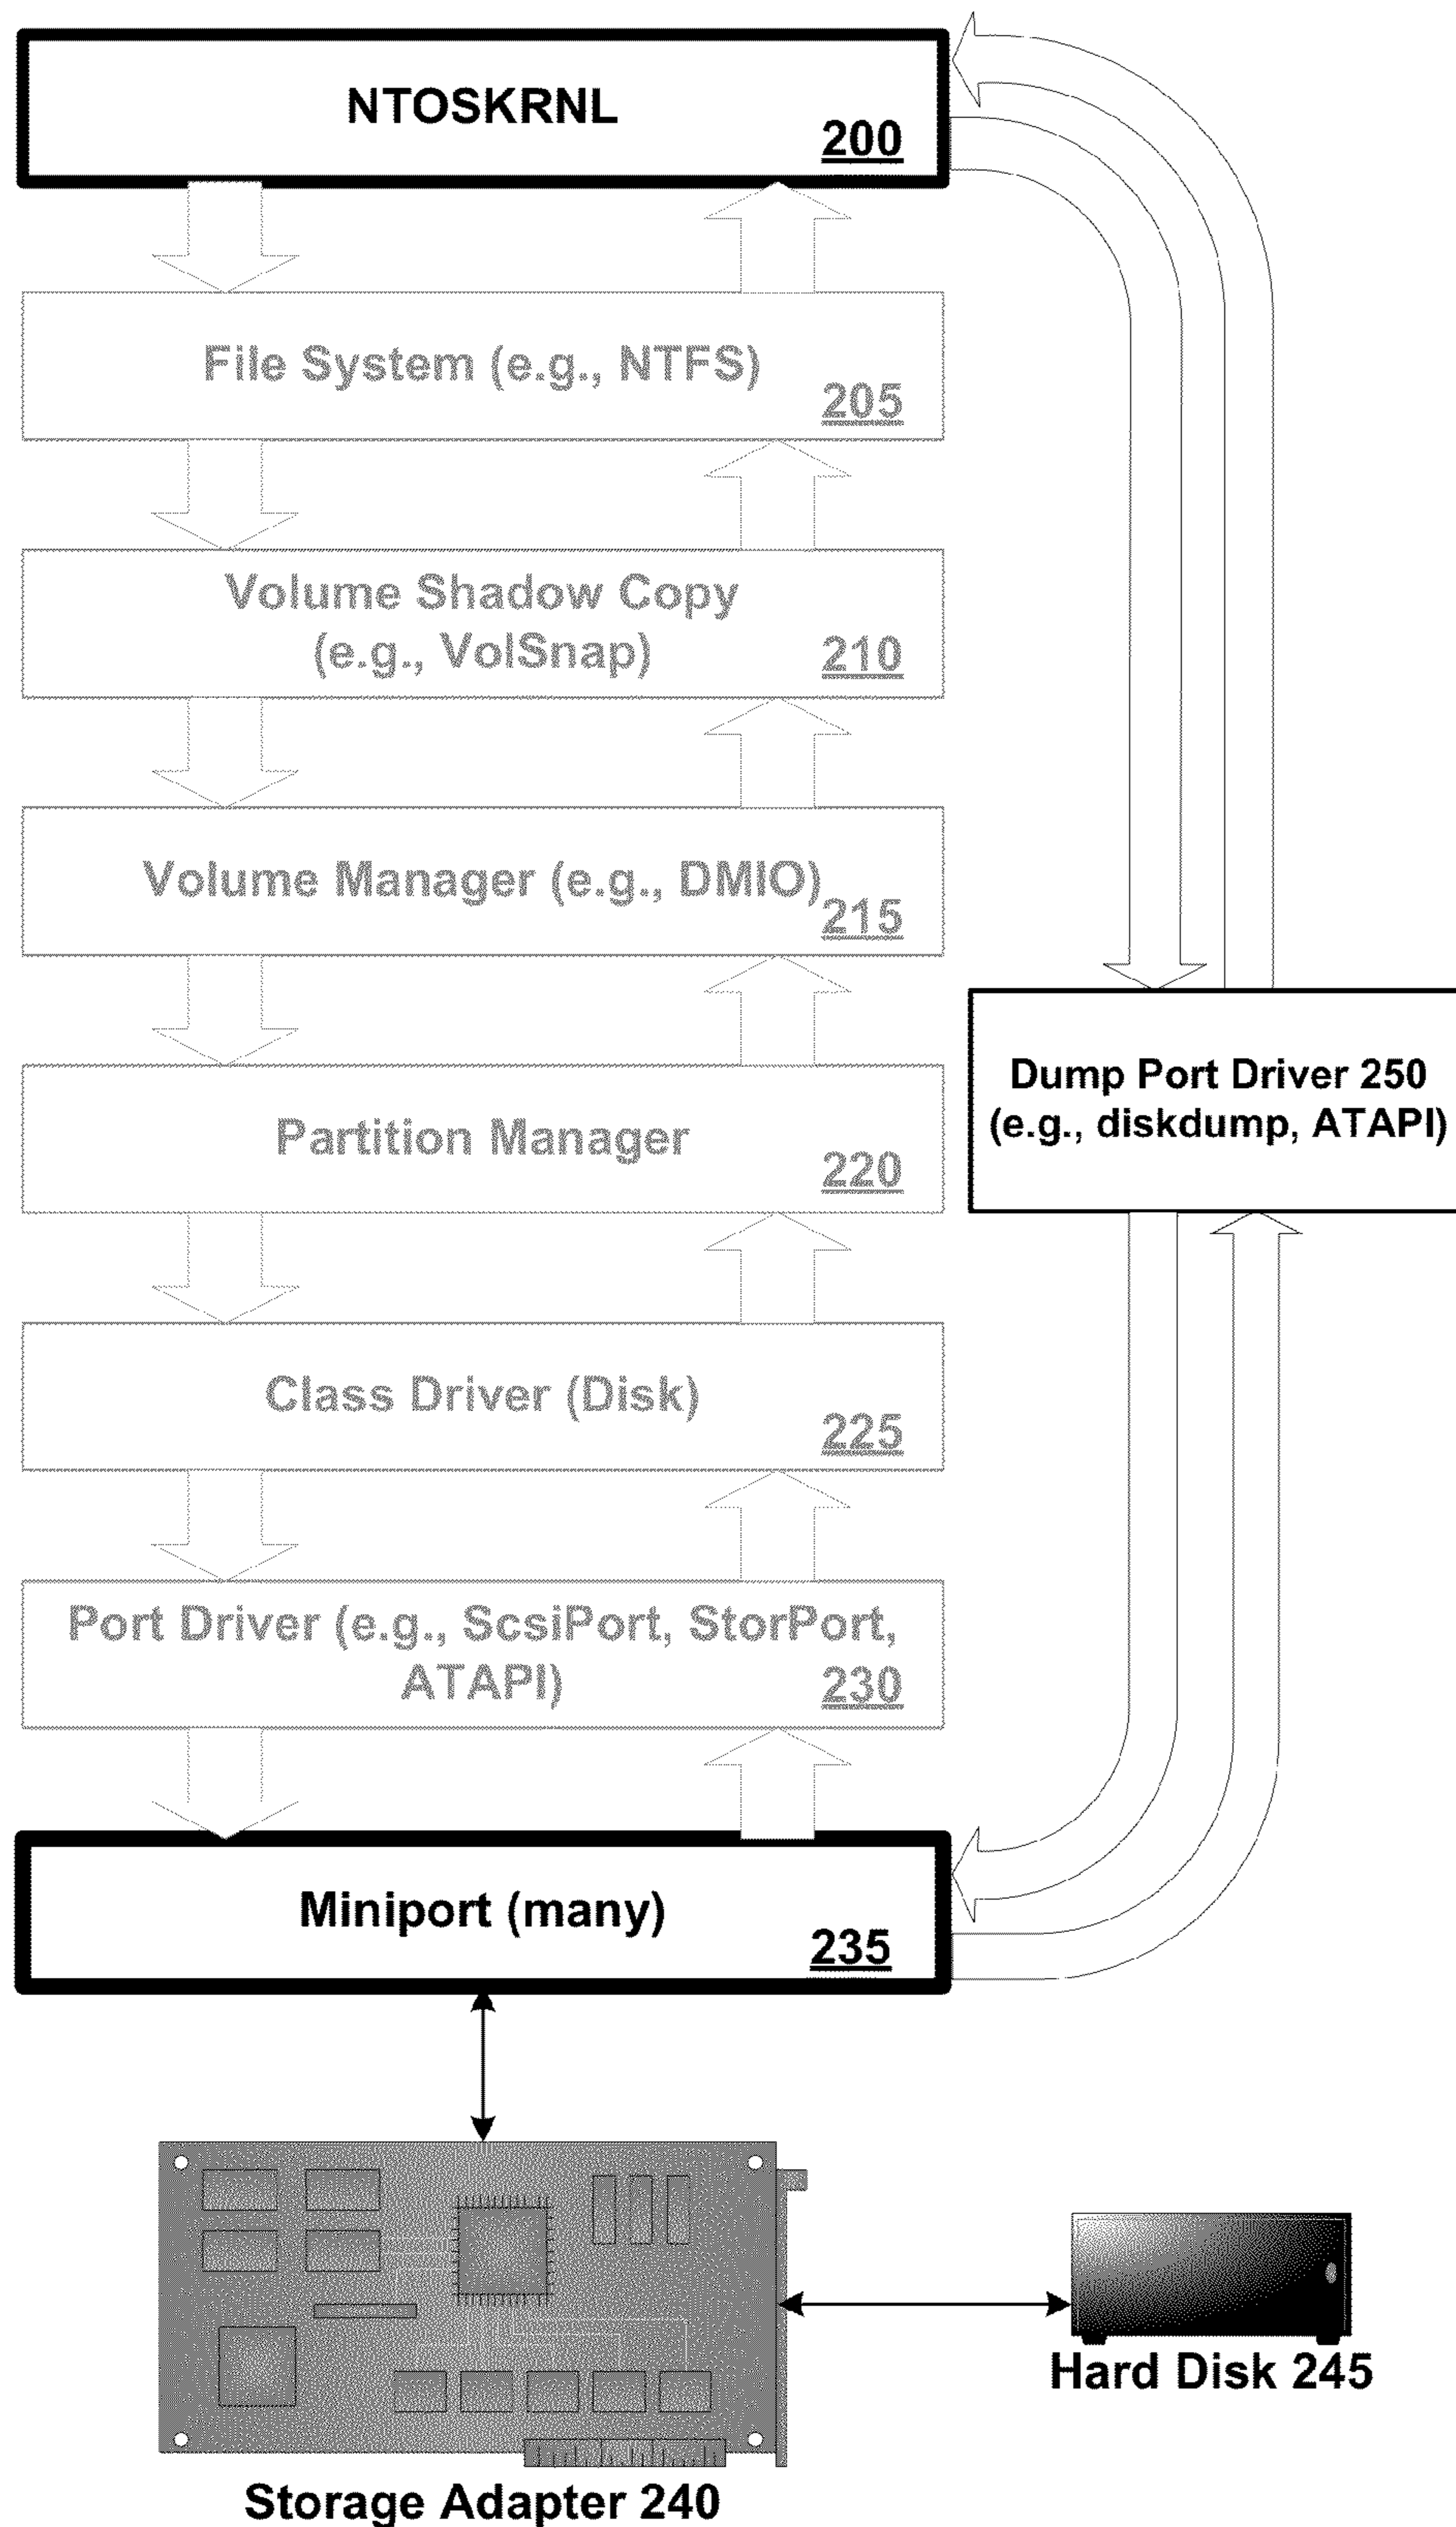 NTOSKRNL
200
File System (e.g., NTFS)
205
Volume Shadow Copy
(e.g., VolSnap)
210
Volume Manager (e.g., DMIO)
215
Dump Port Driver 250
(e.g., diskdump, ATAPI)
Partition Manager
220
Class Driver (Disk)
225
Port Driver (e.g., ScsiPort, StorPort,
ATAPI)
230
Miniport (many)
235
Hard Disk 245
Storage Adapter 240